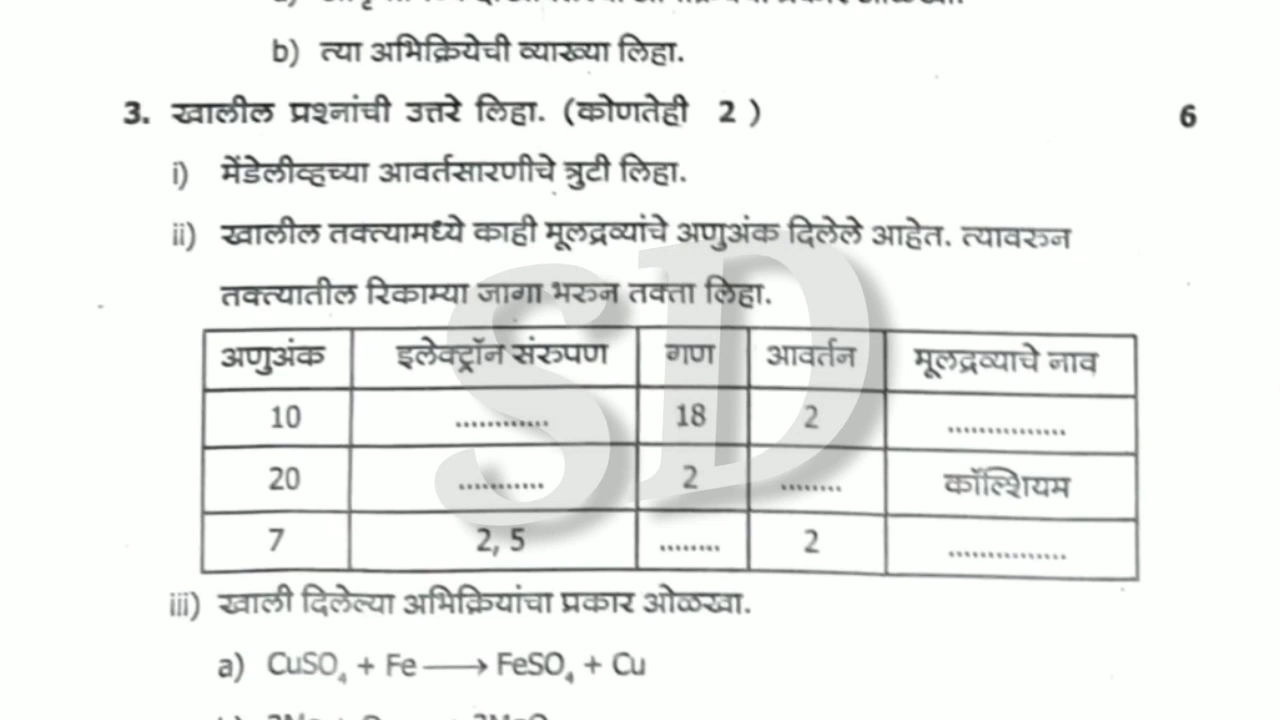 b) त्या अभिक्रियेची व्याख्या लिहा.
3. खालील प्रश्नांची उत्तरे लिहा. (कोणतेही 2 ) 6
i) मेंडेलीव्हच्या आवर्तसारणीचे त्रुटी लिहा.
ii) खालील तक्त्यामध्ये काही मूलद्रव्यांचे अणुअंक दिलेले आहेत. त्यावरुन
तक्त्यातील रिकाम्या जागा भरुन तक्ता लिहा.
अणुअंक इलेक्ट्रॉन संरुपण गण आवर्तन मूलद्रव्याचे नाव
10 ............ 18 2 ...............
20 ........... 2 ........ कॉल्शियम
7 2, 5 ........ 2 ...............
iii) खाली दिलेल्या अभिक्रियांचा प्रकार ओळखा.
a) CuSO₄ + Fe ⟶ FeSO₄ + Cu
SD